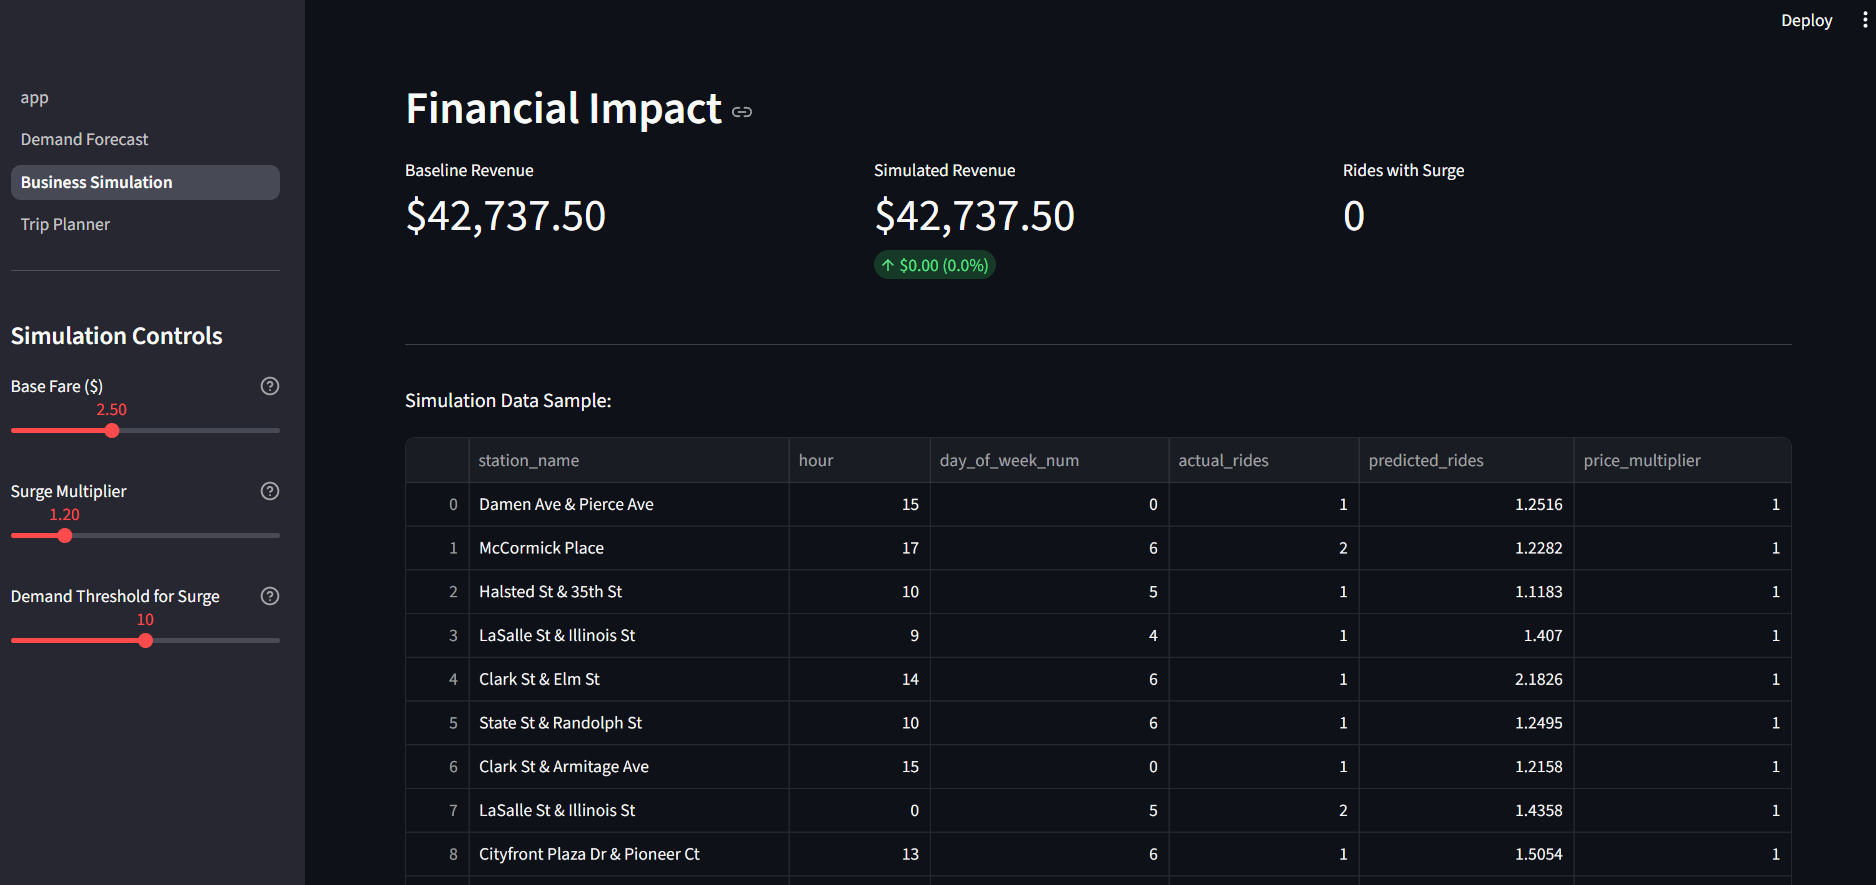 Deploy
app
Demand Forecast
Business Simulation
Trip Planner
Simulation Controls
Base Fare ($)
2.50
Surge Multiplier
1.20
Demand Threshold for Surge
10
Financial Impact
Baseline Revenue
$42,737.50
Simulated Revenue
$42,737.50
↑ $0.00 (0.0%)
Rides with Surge
0
Simulation Data Sample:
station_name hour day_of_week_num actual_rides predicted_rides price_multiplier
0 Damen Ave & Pierce Ave 15 0 1 1.2516 1
1 McCormick Place 17 6 2 1.2282 1
2 Halsted St & 35th St 10 5 1 1.1183 1
3 LaSalle St & Illinois St 9 4 1 1.407 1
4 Clark St & Elm St 14 6 1 2.1826 1
5 State St & Randolph St 10 6 1 1.2495 1
6 Clark St & Armitage Ave 15 0 1 1.2158 1
7 LaSalle St & Illinois St 0 5 2 1.4358 1
8 Cityfront Plaza Dr & Pioneer Ct 13 6 1 1.5054 1